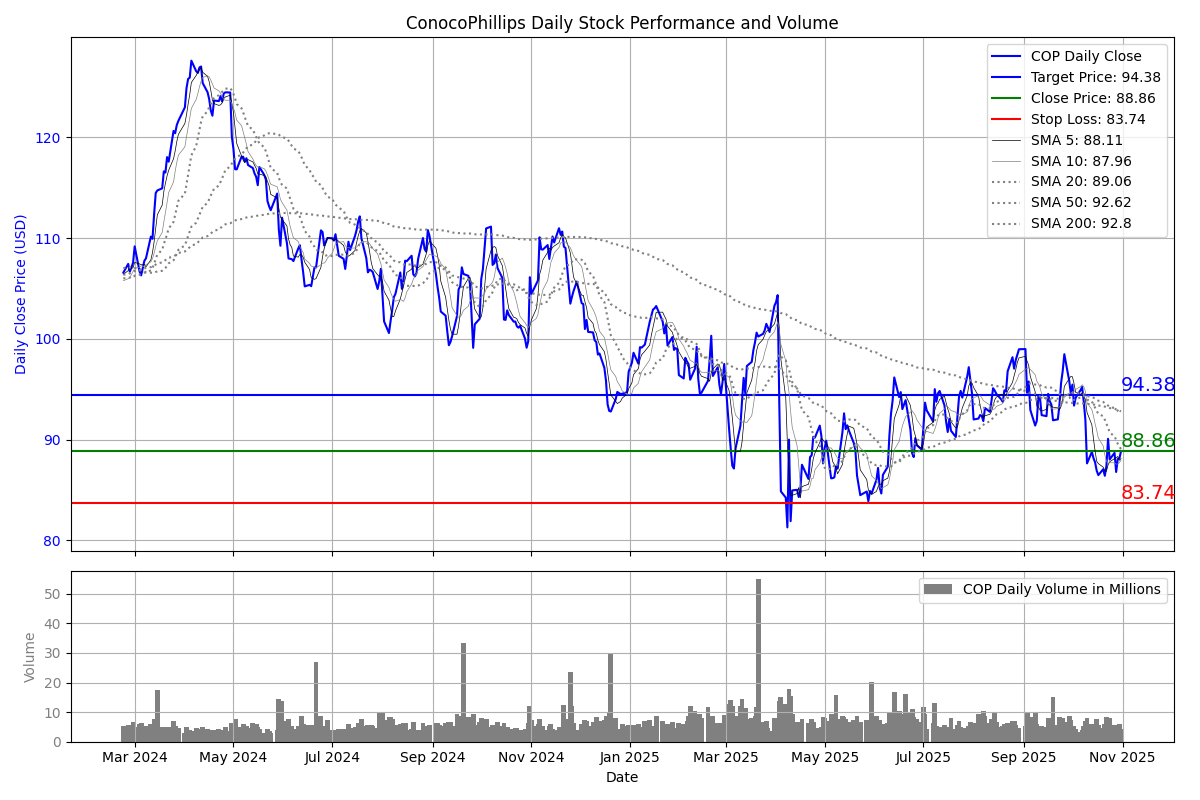 ConocoPhillips Daily Stock Performance and Volume
Daily Close Price (USD)
120
110
100
90
80
COP Daily Close
Target Price: 94.38
Close Price: 88.86
Stop Loss: 83.74
SMA 5: 88.11
SMA 10: 87.96
SMA 20: 89.06
SMA 50: 92.62
SMA 200: 92.8
94.38
88.86
83.74
Volume
50
40
30
20
10
0
COP Daily Volume in Millions
Mar 2024 May 2024 Jul 2024 Sep 2024 Nov 2024 Jan 2025 Mar 2025 May 2025 Jul 2025 Sep 2025 Nov 2025
Date